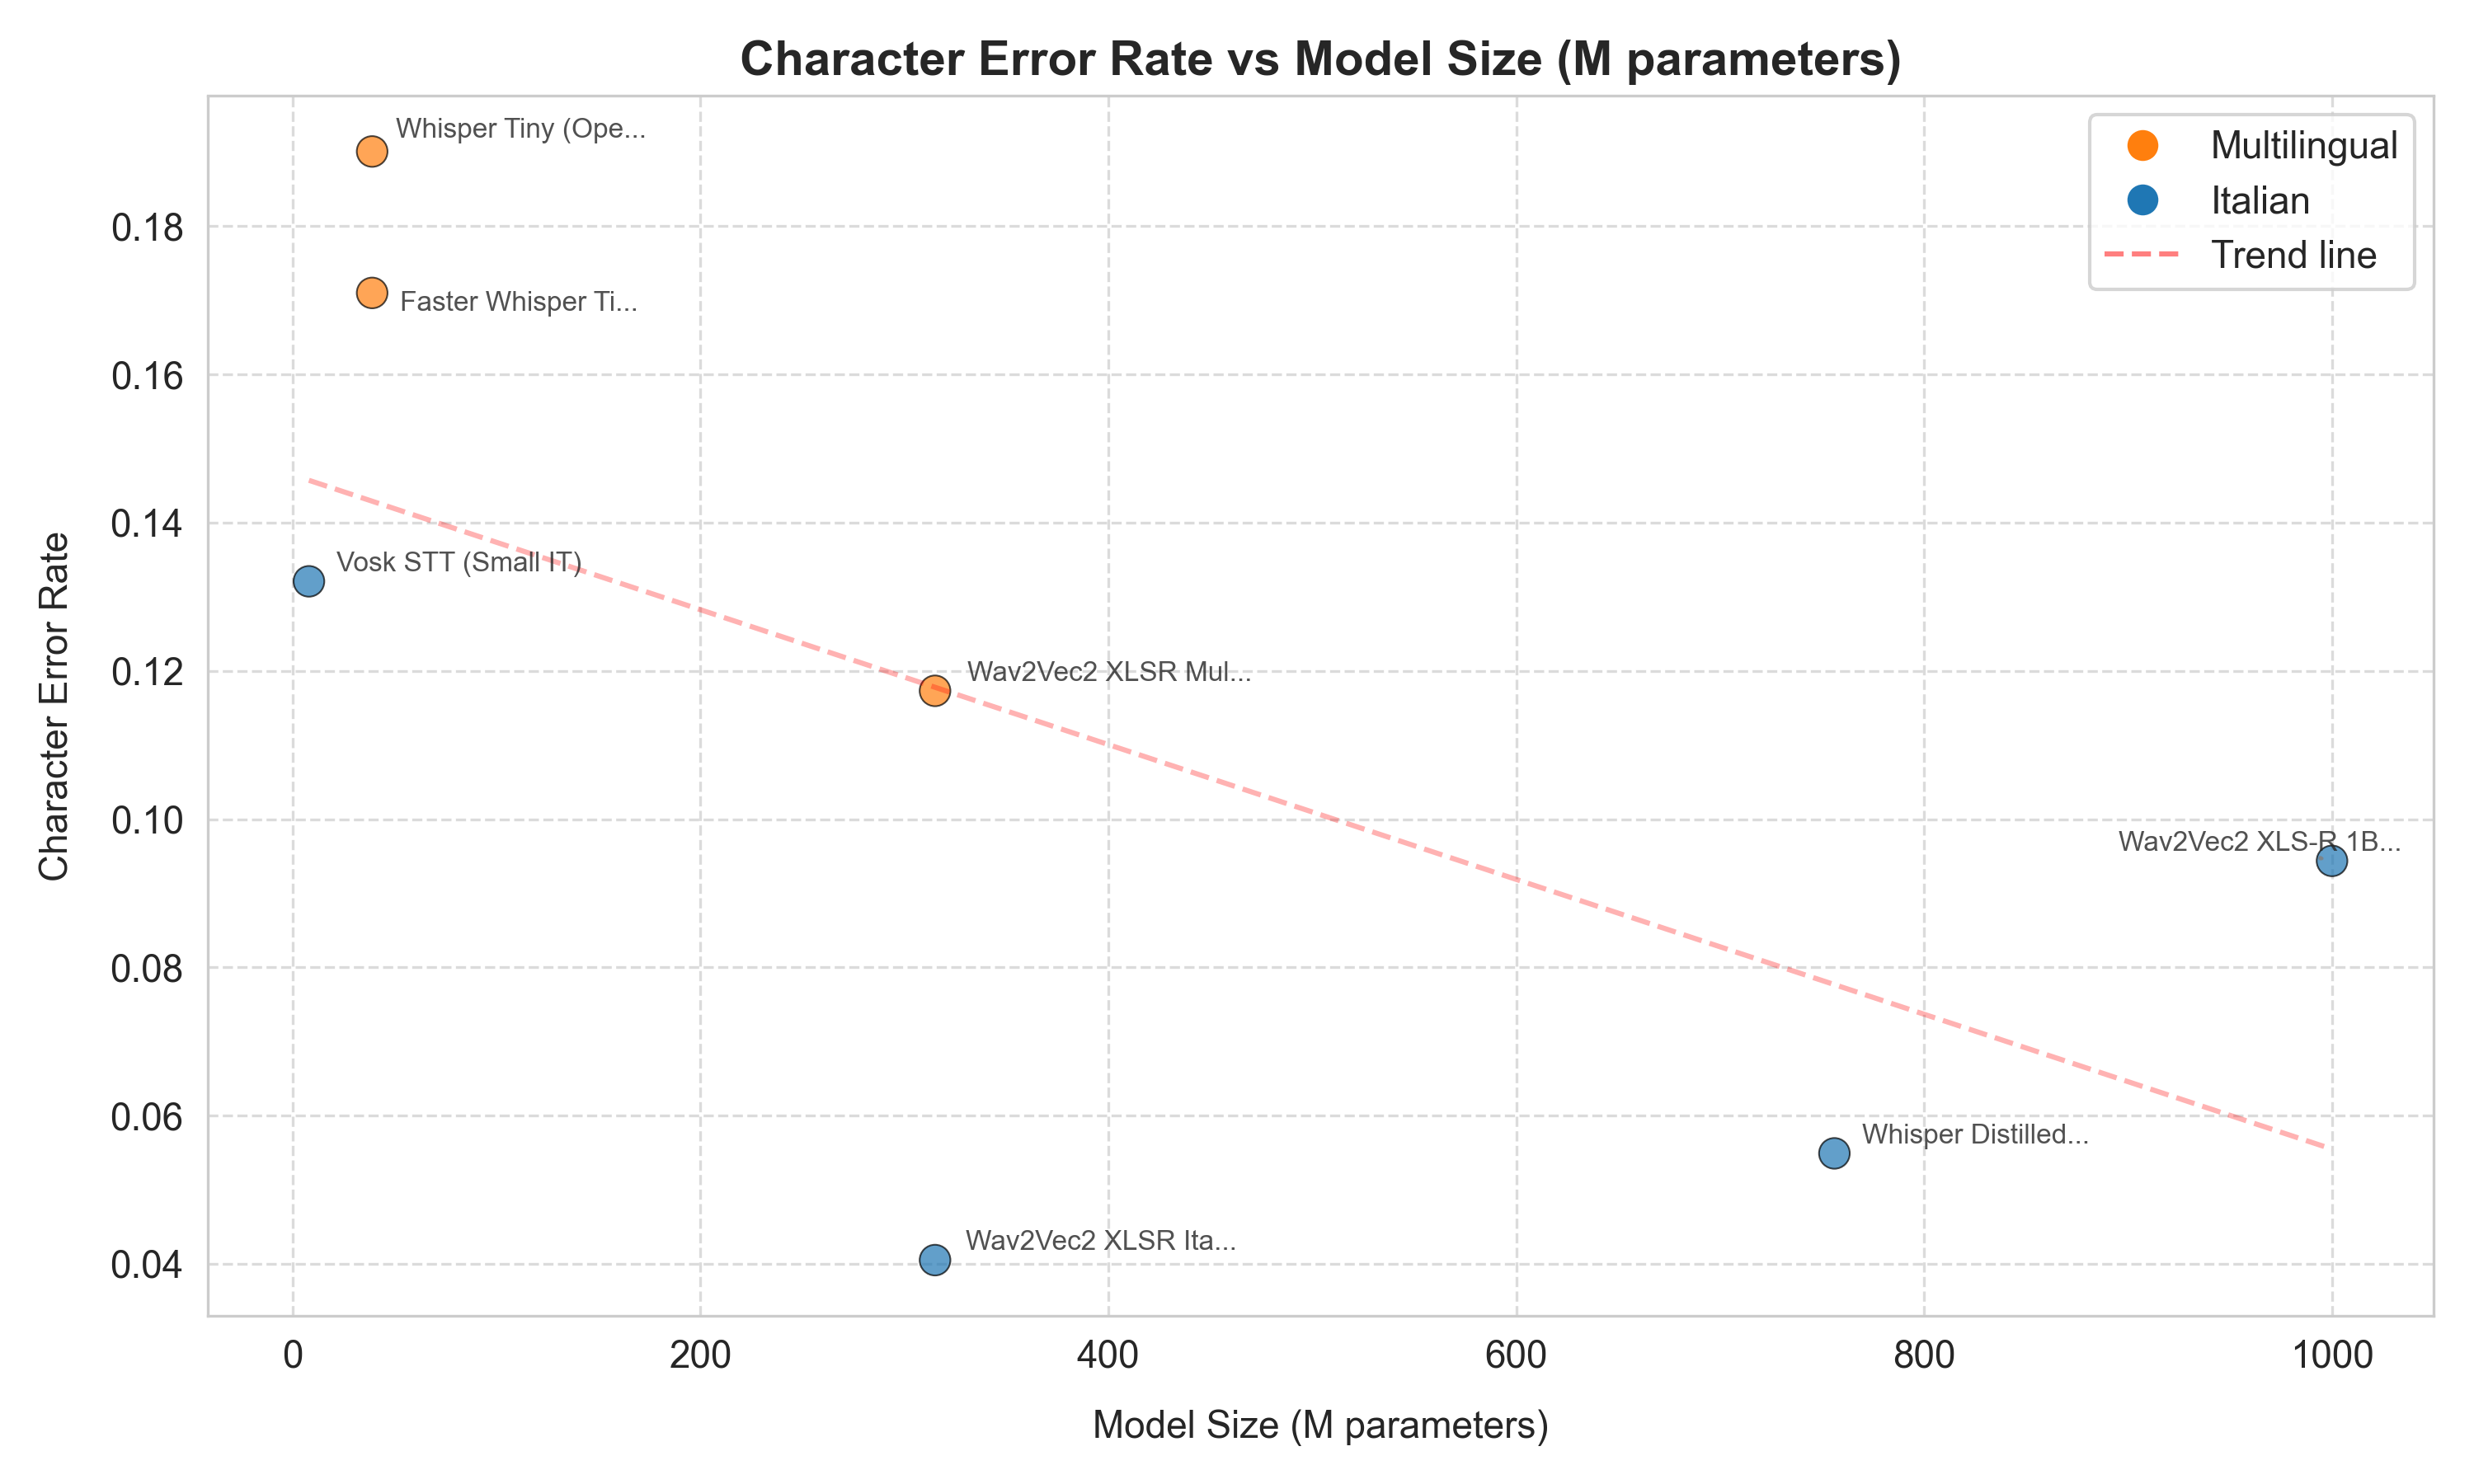 Character Error Rate vs Model Size (M parameters)
Whisper Tiny (Ope...
Multilingual
Italian
Trend line
0.18
Faster Whisper Ti...
0.16
0.14
Vosk STT (Small IT)
0.12
Wav2Vec2 XLSR Mul...
Character Error Rate
0.10
Wav2Vec2 XLS-R 1B...
0.08
0.06
Whisper Distilled...
Wav2Vec2 XLSR Ita...
0.04
0 200 400 600 800 1000
Model Size (M parameters)